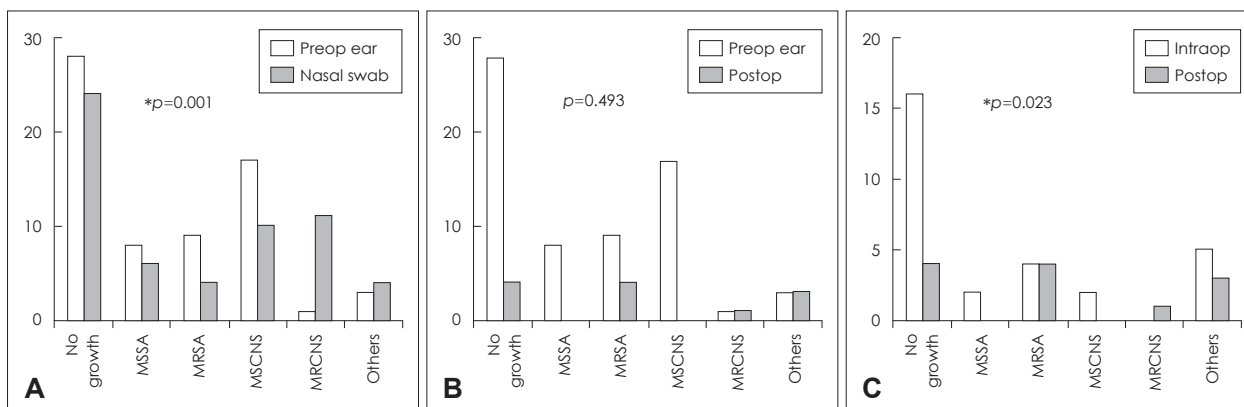 30
20
10
0
Preop ear
Nasal swab
*p=0.001
No growth
MSSA
MRSA
MSCNS
MRCNS
Others
A
30
20
10
0
Preop ear
Postop
p=0.493
No growth
MSSA
MRSA
MSCNS
MRCNS
Others
B
20
15
10
5
0
Intraop
Postop
*p=0.023
No growth
MSSA
MRSA
MSCNS
MRCNS
Others
C